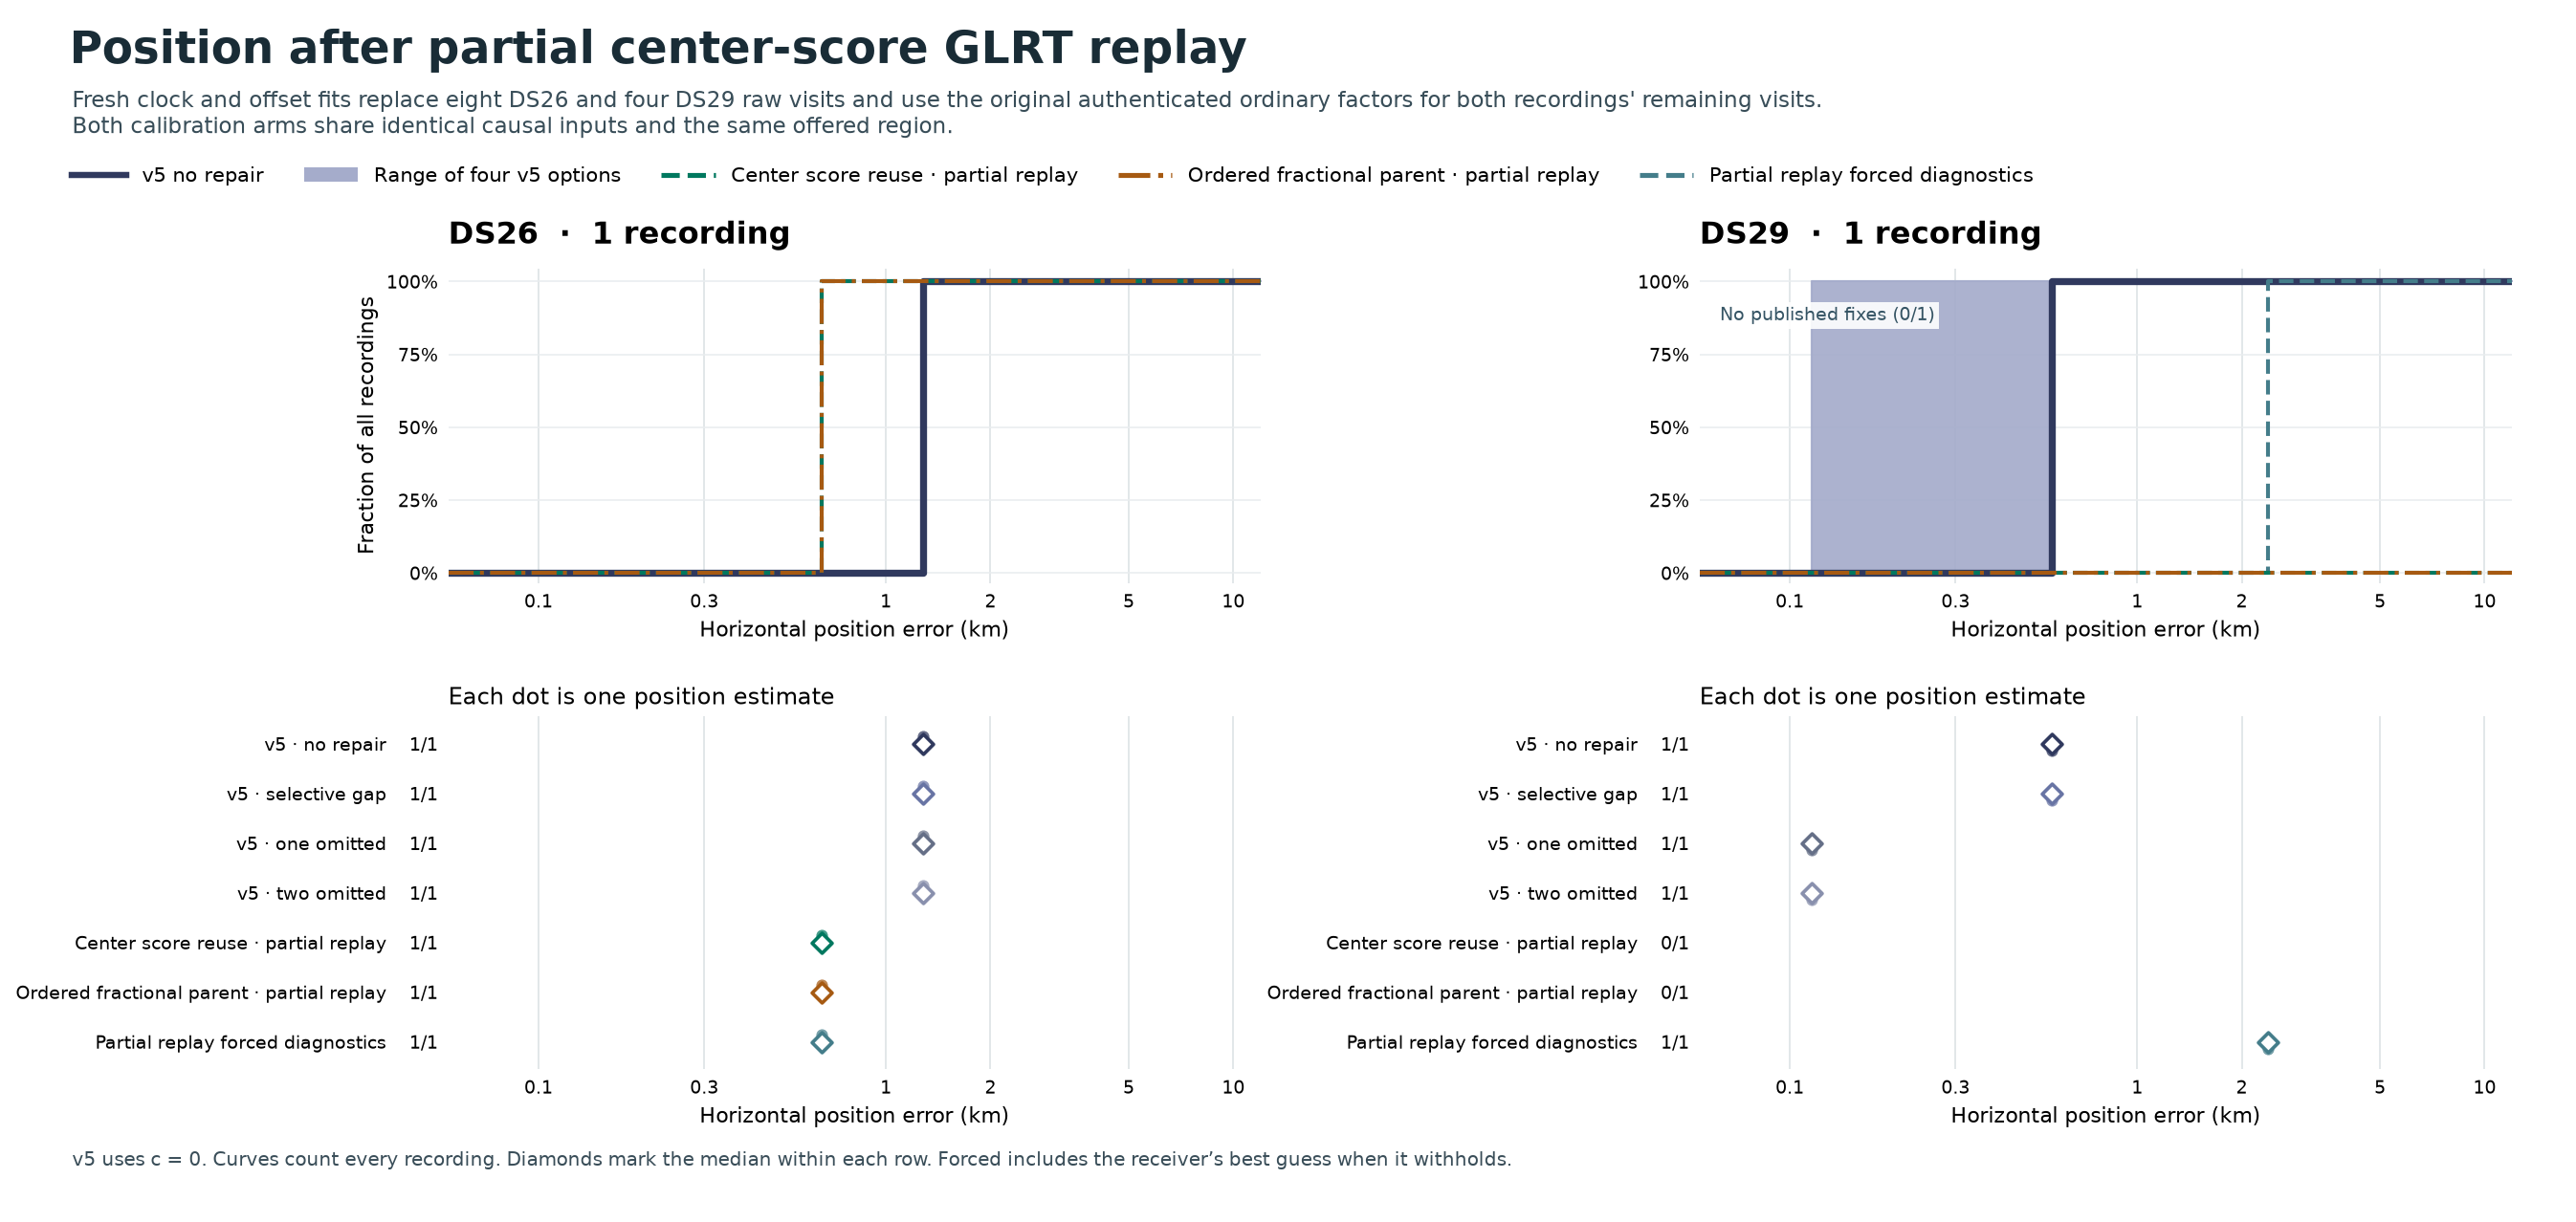 Position after partial center-score GLRT replay
Fresh clock and offset fits replace eight DS26 and four DS29 raw visits and use the original authenticated ordinary factors for both recordings' remaining visits.
Both calibration arms share identical causal inputs and the same offered region.
v5 no repair
Range of four v5 options
Center score reuse · partial replay
Ordered fractional parent · partial replay
Partial replay forced diagnostics
DS26 · 1 recording
Fraction of all recordings
100%
75%
50%
25%
0%
0.1 0.3 1 2 5 10
Horizontal position error (km)
DS29 · 1 recording
100%
75%
50%
25%
0%
No published fixes (0/1)
0.1 0.3 1 2 5 10
Horizontal position error (km)
Each dot is one position estimate
v5 · no repair 1/1
v5 · selective gap 1/1
v5 · one omitted 1/1
v5 · two omitted 1/1
Center score reuse · partial replay 1/1
Ordered fractional parent · partial replay 1/1
Partial replay forced diagnostics 1/1
0.1 0.3 1 2 5 10
Horizontal position error (km)
Each dot is one position estimate
v5 · no repair 1/1
v5 · selective gap 1/1
v5 · one omitted 1/1
v5 · two omitted 1/1
Center score reuse · partial replay 0/1
Ordered fractional parent · partial replay 0/1
Partial replay forced diagnostics 1/1
0.1 0.3 1 2 5 10
Horizontal position error (km)
v5 uses c = 0. Curves count every recording. Diamonds mark the median within each row. Forced includes the receiver’s best guess when it withholds.